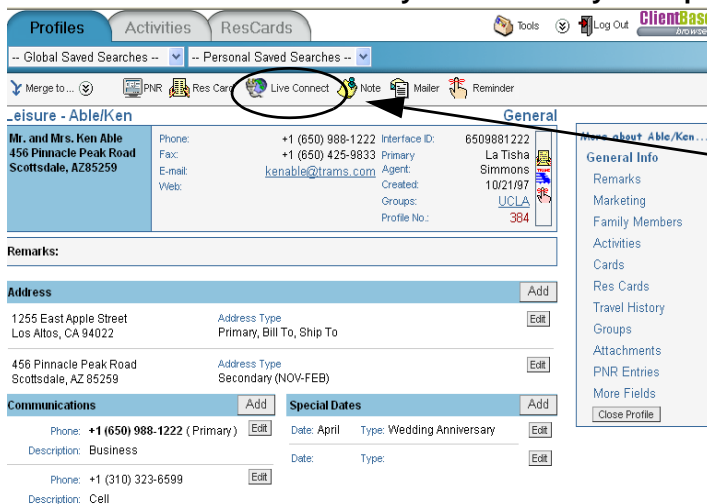 Profiles Activities ResCards Tools Log Out ClientBase
browse
-- Global Saved Searches -- -- Personal Saved Searches --
Merge to ... PNR Res Card Live Connect Note Mailer Reminder
Leisure - Able/Ken General
Mr. and Mrs. Ken Able
456 Pinnacle Peak Road
Scottsdale, AZ85259
Phone: +1 (650) 988-1222
Fax: +1 (650) 425-9833
E-mail: kenable@trams.com
Web:
Interface ID: 6509881222
Primary Agent: La Tisha Simmons
Created: 10/21/97
Groups: UCLA
Profile No.: 384
Remarks:
Address Add
1255 East Apple Street
Los Altos, CA 94022
Address Type
Primary, Bill To, Ship To
Edit
456 Pinnacle Peak Road
Scottsdale, AZ 85259
Address Type
Secondary (NOV-FEB)
Edit
Communications Add
Phone: +1 (650) 988-1222 (Primary) Edit
Description: Business
Phone: +1 (310) 323-6599 Edit
Description: Cell
Special Dates Add
Date: April Type: Wedding Anniversary Edit
Date: Type: Edit
More about Able/Ken...
General Info
Remarks
Marketing
Family Members
Activities
Cards
Res Cards
Travel History
Groups
Attachments
PNR Entries
More Fields
Close Profile